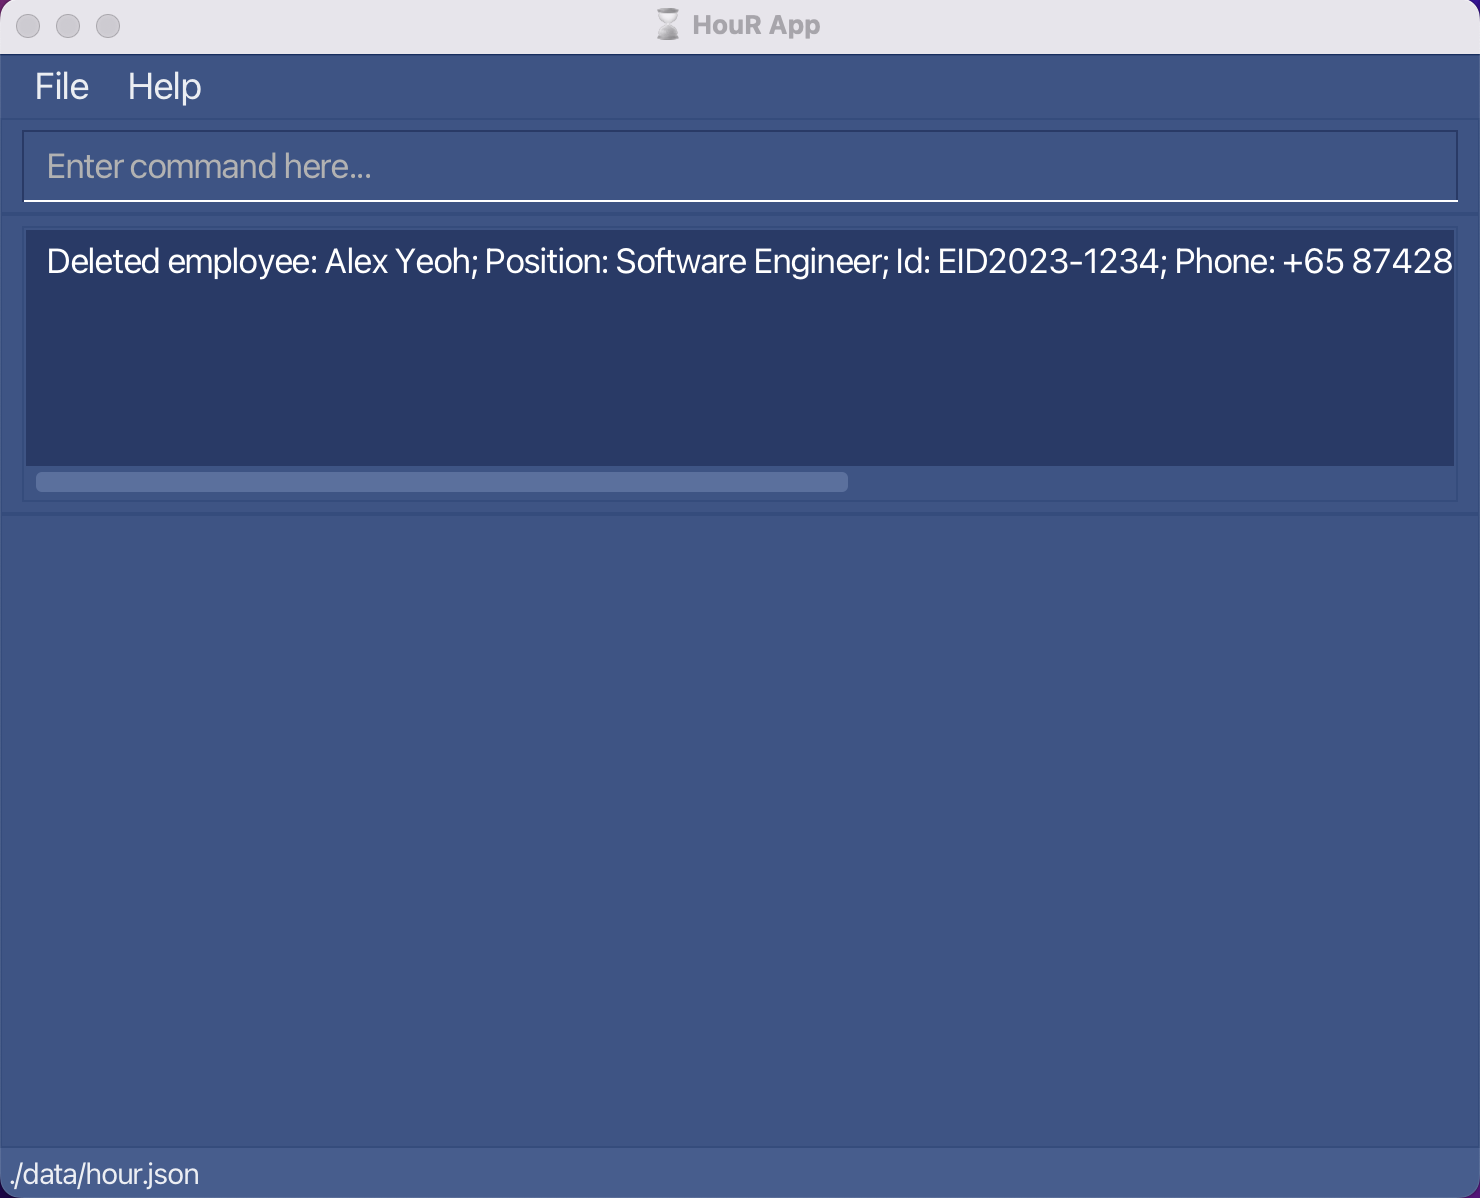 HouR App
File Help
Enter command here...
Deleted employee: Alex Yeoh; Position: Software Engineer; Id: EID2023-1234; Phone: +65 87428
./data/hour.json